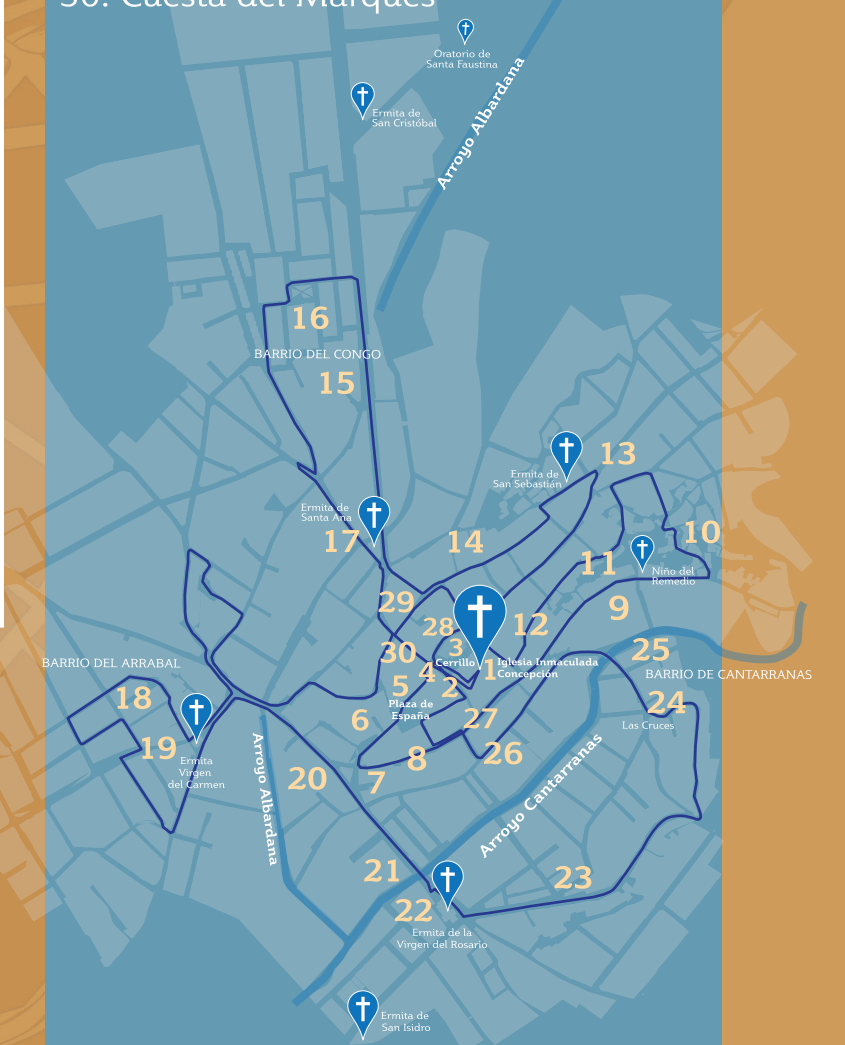 30. Cuesta del Marqués
Oratorio de
Santa Faustina
Ermita de
San Cristóbal
Arroyo Albardana
16
BARRIO DEL CONGO
15
13
Ermita de
San Sebastián
Ermita de
Santa Ana
17
14
10
11
Niño del
Remedio
29
9
28
12
3
25
30
Cerrillo
1
Iglesia Inmaculada
Concepción
BARRIO DEL ARRABAL
4
BARRIO DE CANTARRANAS
5
2
18
24
Plaza de
España
6
27
Las Cruces
19
26
Ermita
Virgen
del Carmen
8
20
7
Arroyo Albardana
Arroyo Cantarranas
21
23
22
Ermita de la
Virgen del Rosario
Ermita de
San Isidro